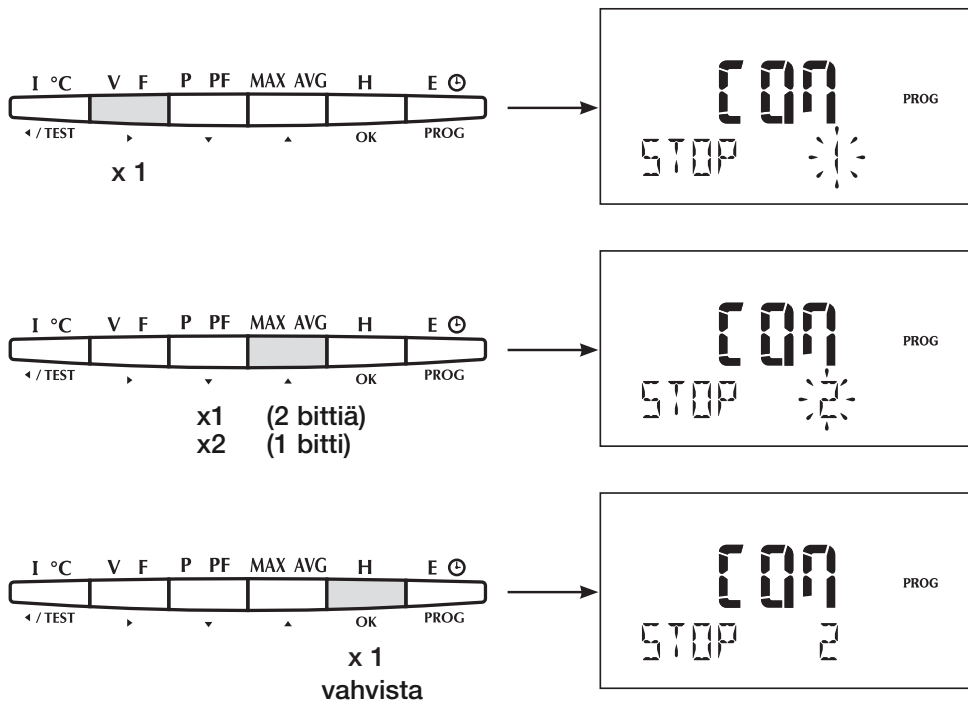 I °C V F P PF MAX AVG H E
◂ / TEST ▸ ▾ ▴ OK PROG
x 1
COM PROG
STOP 1
I °C V F P PF MAX AVG H E
◂ / TEST ▸ ▾ ▴ OK PROG
x1 (2 bittiä)
x2 (1 bitti)
COM PROG
STOP 2
I °C V F P PF MAX AVG H E
◂ / TEST ▸ ▾ ▴ OK PROG
x 1
vahvista
COM PROG
STOP 2